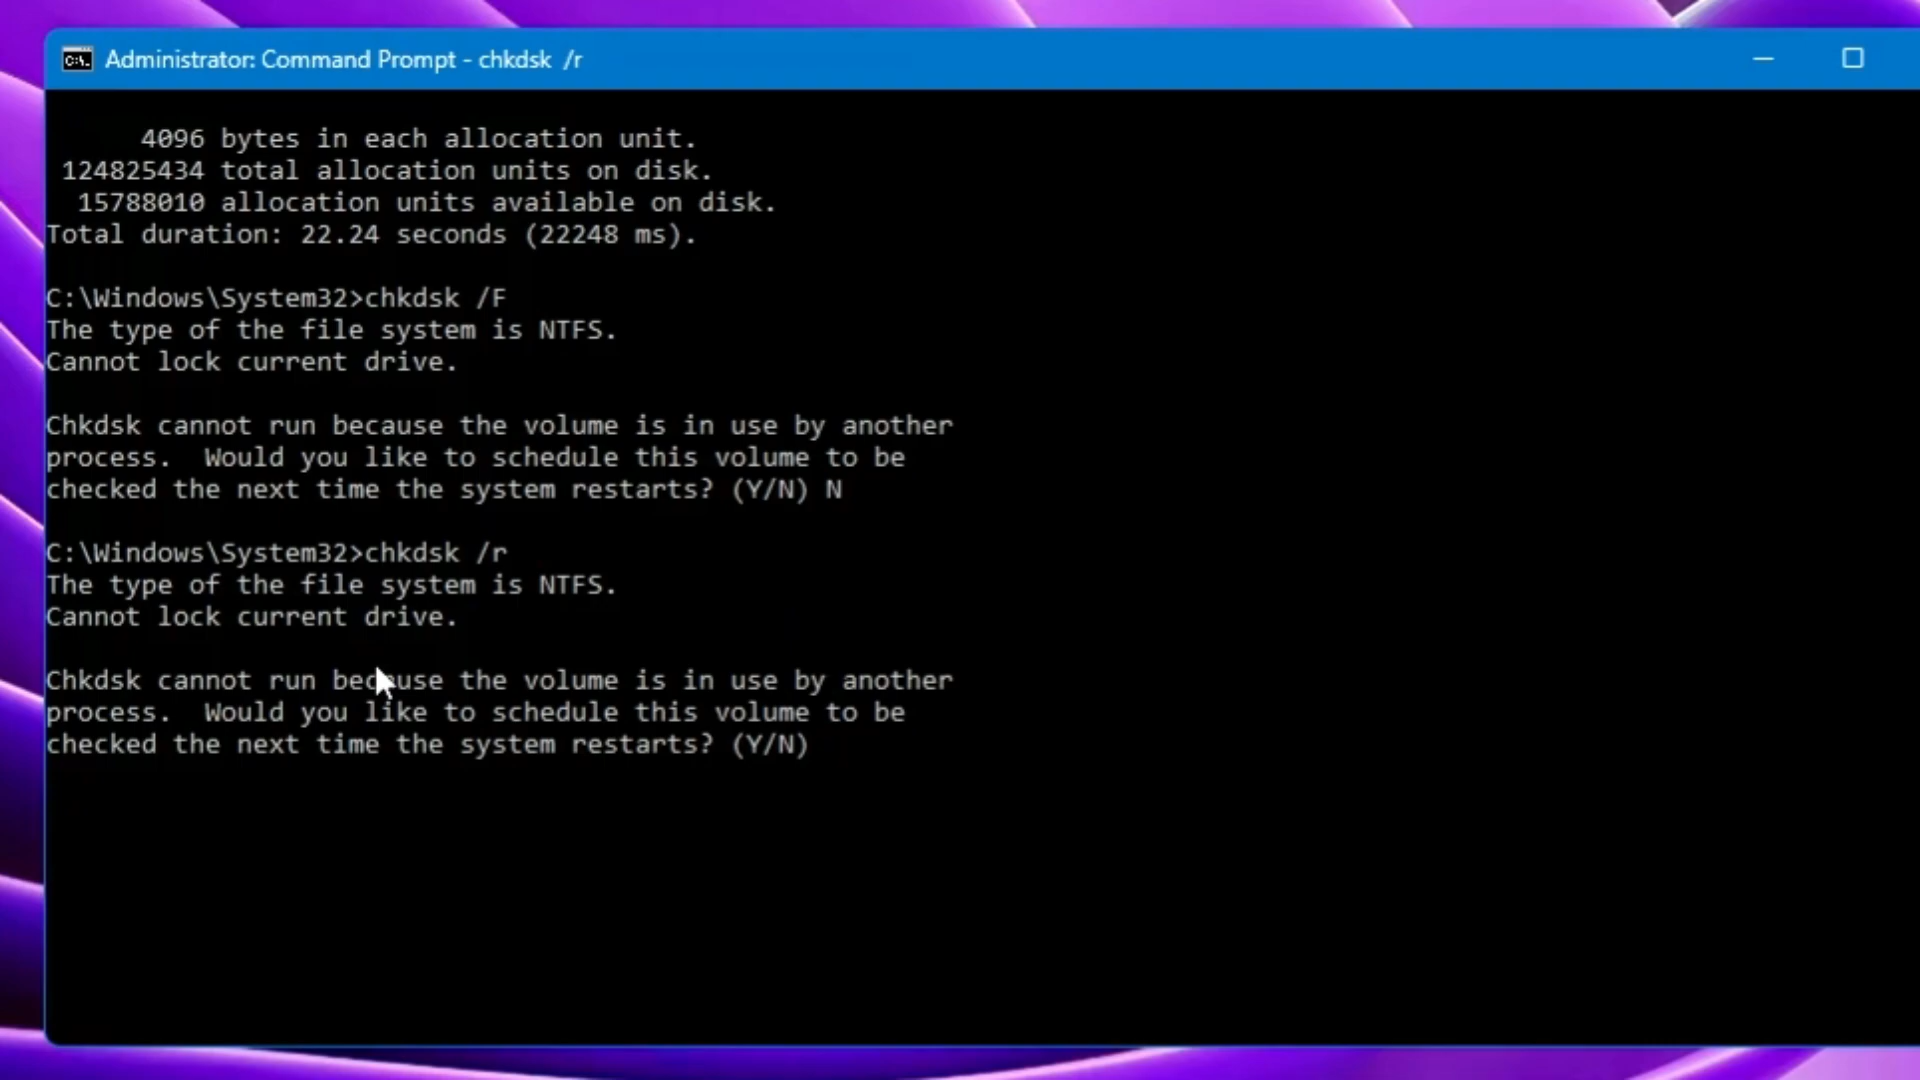 Administrator: Command Prompt - chkdsk /r
4096 bytes in each allocation unit.
124825434 total allocation units on disk.
15788010 allocation units available on disk.
Total duration: 22.24 seconds (22248 ms).
C:\Windows\System32>chkdsk /F
The type of the file system is NTFS.
Cannot lock current drive.
Chkdsk cannot run because the volume is in use by another
process.  Would you like to schedule this volume to be
checked the next time the system restarts? (Y/N) N
C:\Windows\System32>chkdsk /r
The type of the file system is NTFS.
Cannot lock current drive.
Chkdsk cannot run because the volume is in use by another
process.  Would you like to schedule this volume to be
checked the next time the system restarts? (Y/N)